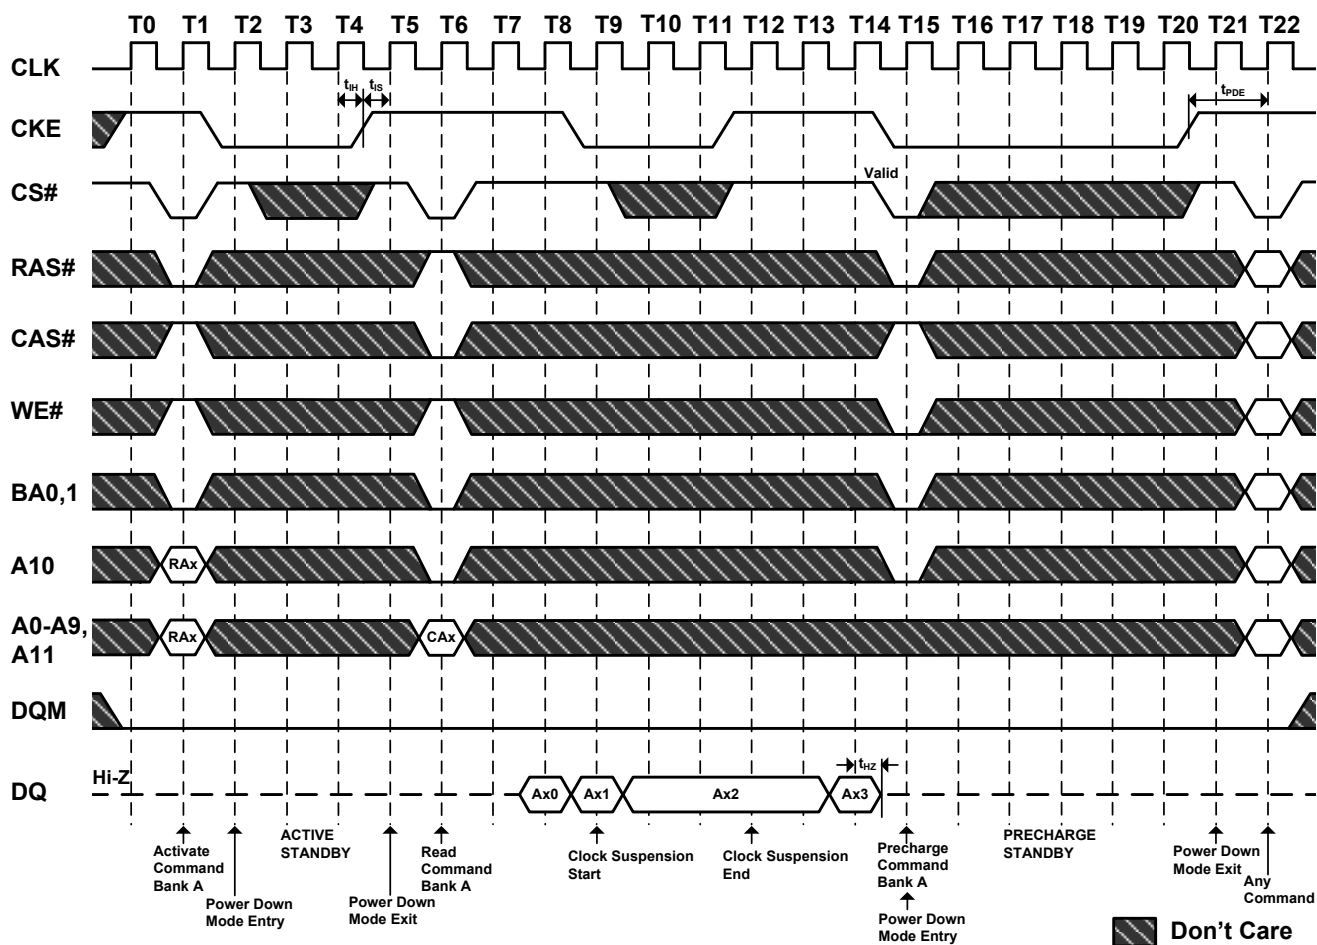 T0 T1 T2 T3 T4 T5 T6 T7 T8 T9 T10 T11 T12 T13 T14 T15 T16 T17 T18 T19 T20 T21 T22
CLK
tIH tIS
tPDE
CKE
Valid
CS#
RAS#
CAS#
WE#
BA0,1
A10
RAx
A0-A9,
A11
RAx
CAx
DQM
Hi-Z
tHZ
DQ
Ax0
Ax1
Ax2
Ax3
Activate
Command
Bank A
Power Down
Mode Entry
ACTIVE
STANDBY
Power Down
Mode Exit
Read
Command
Bank A
Clock Suspension
Start
Clock Suspension
End
Precharge
Command
Bank A
Power Down
Mode Entry
PRECHARGE
STANDBY
Power Down
Mode Exit
Any
Command
Don't Care